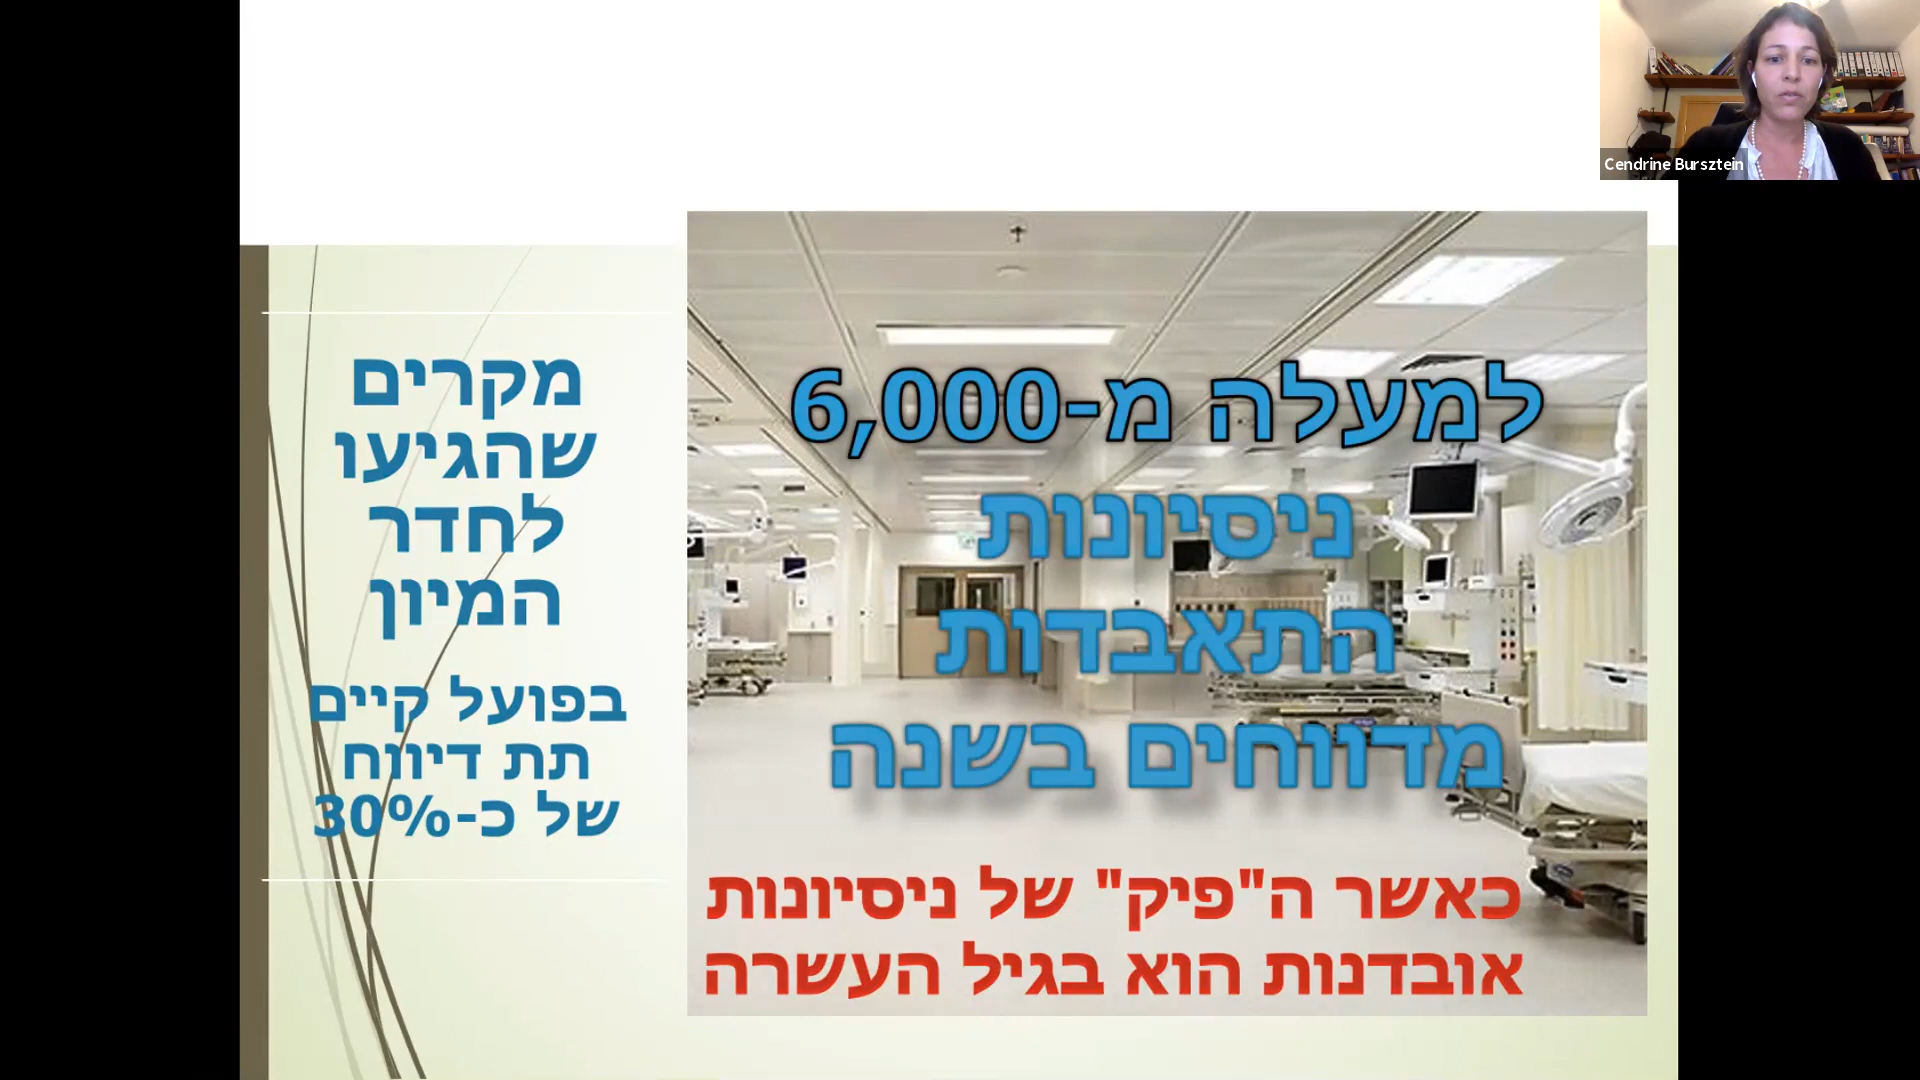 Cendrine Bursztein
למעלה מ-6,000
ניסיונות
התאבדות
מדווחים בשנה
כאשר ה"פיק" של ניסיונות
אובדנות הוא בגיל העשרה
מקרים
שהגיעו
לחדר
המיון
בפועל קיים
תת דיווח
של כ-30%